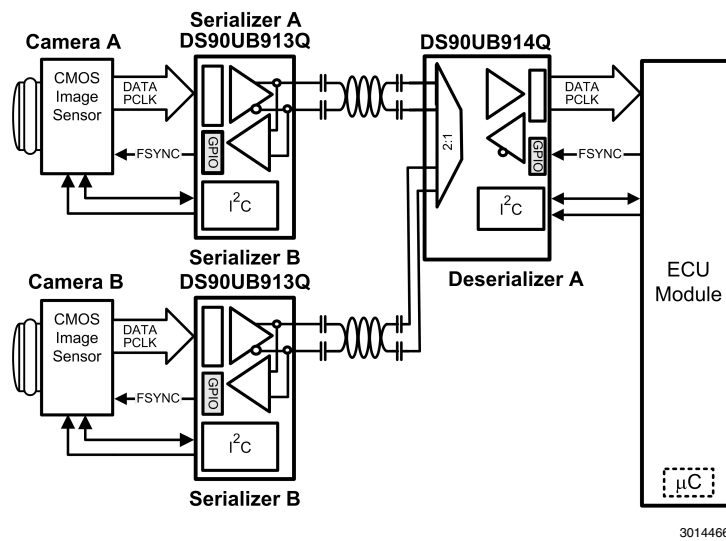 Serializer A
Camera A
DS90UB913Q
DS90UB914Q
CMOS
Image
Sensor
DATA
PCLK
GPIO
FSYNC
I²C
2:1
DATA
PCLK
GPIO
FSYNC
I²C
Serializer B
Deserializer A
ECU
Module
Camera B
DS90UB913Q
CMOS
Image
Sensor
DATA
PCLK
GPIO
FSYNC
I²C
Serializer B
µC